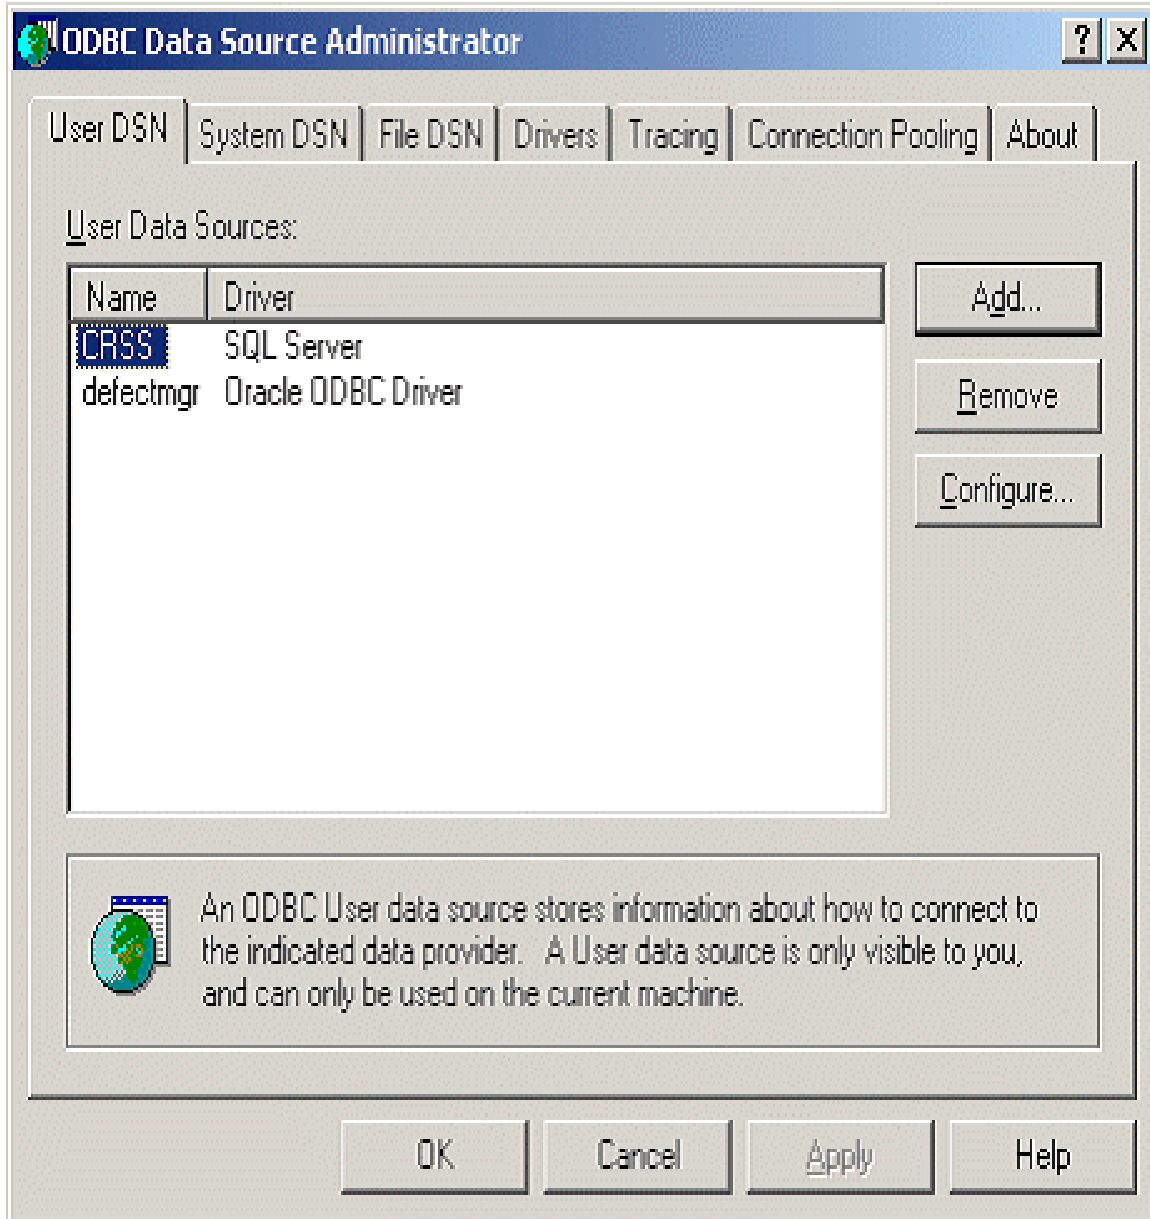 ODBC Data Source Administrator ? X
User DSN System DSN File DSN Drivers Tracing Connection Pooling About
User Data Sources:
Name Driver
CRSS SQL Server
defectmgr Oracle ODBC Driver
Add...
Remove
Configure...
An ODBC User data source stores information about how to connect to
the indicated data provider. A User data source is only visible to you,
and can only be used on the current machine.
OK Cancel Apply Help